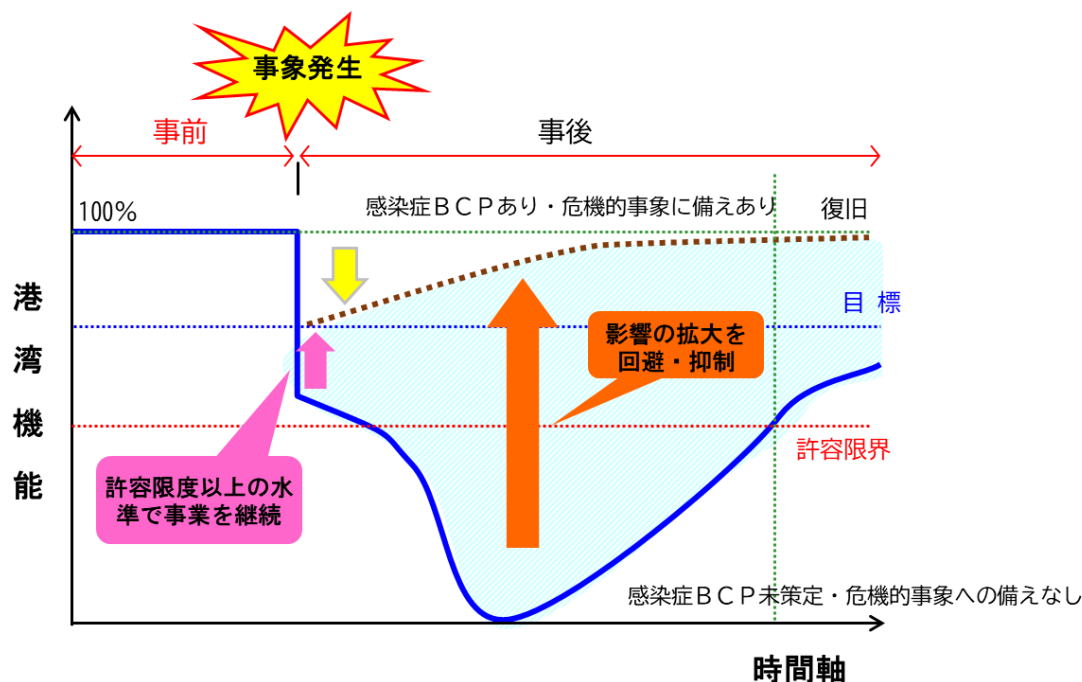 事象発生
事前
事後
100%
感染症ＢＣＰあり・危機的事象に備えあり
復旧
目 標
影響の拡大を
回避・抑制
港湾機能
許容限界
許容限度以上の水
準で事業を継続
感染症ＢＣＰ未策定・危機的事象への備えなし
時間軸